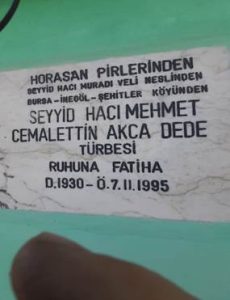 HORASAN PİRLERİNDEN
SEYYİD HACI MURADI VELİ NESLİNDEN
BURSA-İNEGÖL-ŞEHİTLER KÖYÜNDEN
SEYYİD HACI MEHMET
CEMALETTİN AKCA DEDE
TÜRBESİ
RUHUNA FATİHA
D.1930-Ö.7.11.1995